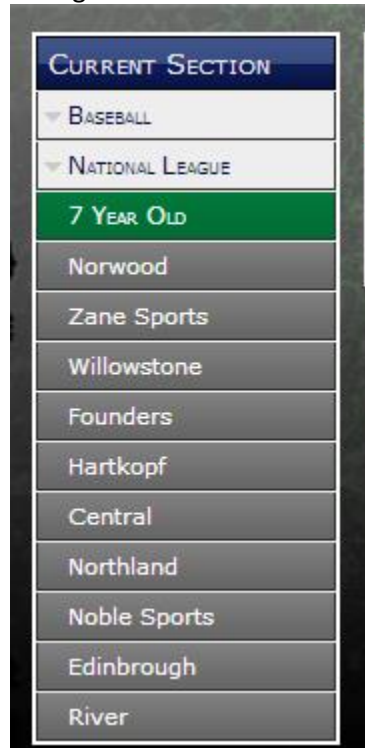 Current Section
Baseball
National League
7 Year Old
Norwood
Zane Sports
Willowstone
Founders
Hartkopf
Central
Northland
Noble Sports
Edinbrough
River